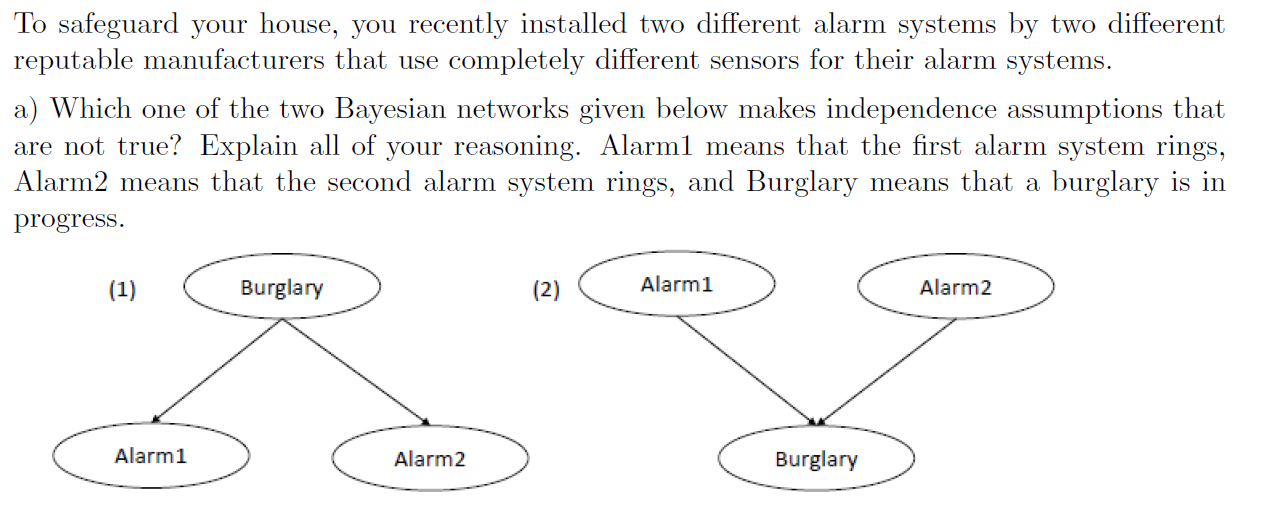 To safeguard your house, you recently installed two different alarm systems by two diffeerent
reputable manufacturers that use completely different sensors for their alarm systems.
a) Which one of the two Bayesian networks given below makes independence assumptions that
are not true? Explain all of your reasoning. Alarm1 means that the first alarm system rings,
Alarm2 means that the second alarm system rings, and Burglary means that a burglary is in
progress.
(1)
Burglary
Alarm1
Alarm2
(2)
Alarm1
Alarm2
Burglary